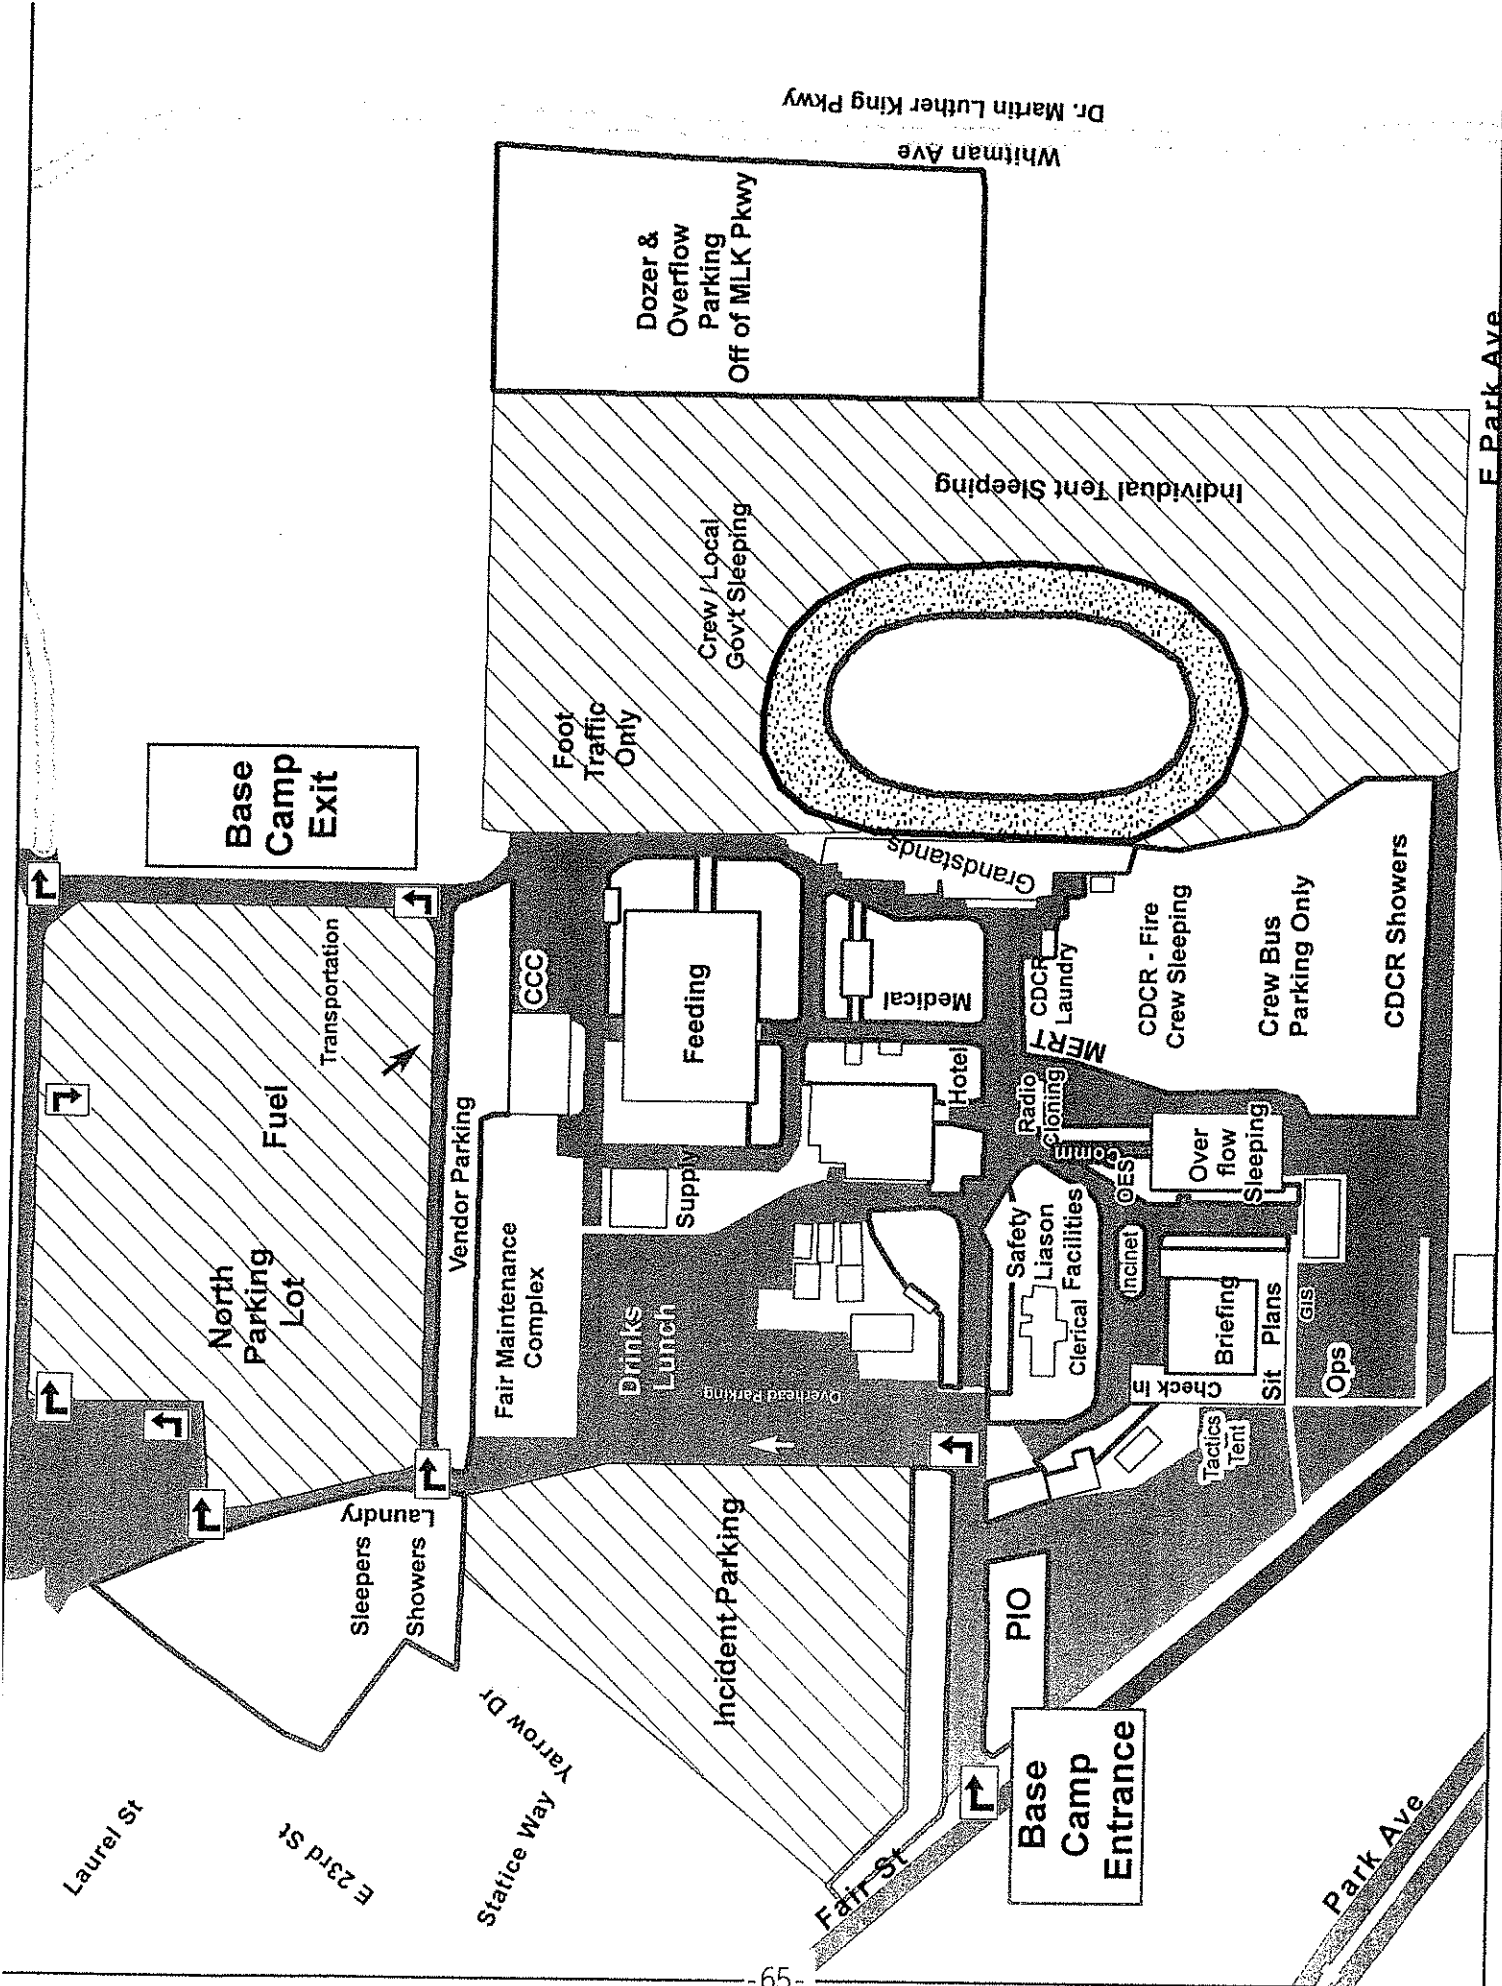 Laurel St
E 23rd St
Statice Way
Yarrow Dr
Fair St
Park Ave
Base
Camp
Entrance
PIO
Incident Parking
Sleepers
Showers
Laundry
North
Parking
Lot
Fuel
Transportation
Vendor Parking
Fair Maintenance
Complex
Drinks
Lunch
Overhead Parking
Supply
CCC
Feeding
Medical
Hotel
Safety
Liason
Facilities
Clerical
Incinet
OES
Comm
Radio
Cloning
MERT
Over
flow
Sleeping
Check In
Briefing
Sit
Plans
GIS
Ops
Tactics
Tent
CDCR
Laundry
CDCR - Fire
Crew Sleeping
Crew Bus
Parking Only
CDCR Showers
Grandstands
Base
Camp
Exit
Foot
Traffic
Only
Crew / Local
Gov't Sleeping
Individual Tent Sleeping
Dozer &
Overflow
Parking
Off of MLK Pkwy
Whitman Ave
Dr. Martin Luther King Pkwy
E Park Ave
-65-